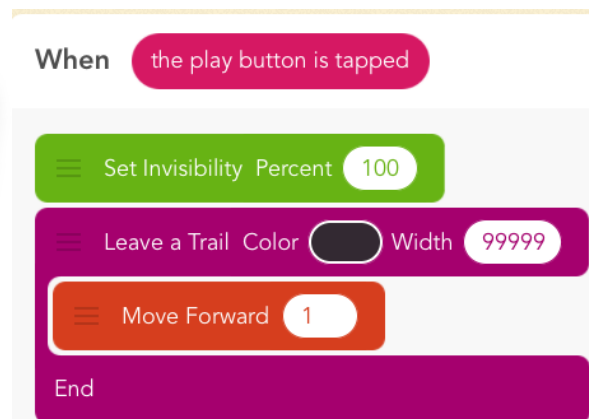 When the play button is tapped
Set Invisibility Percent 100
Leave a Trail Color Width 99999
Move Forward 1
End